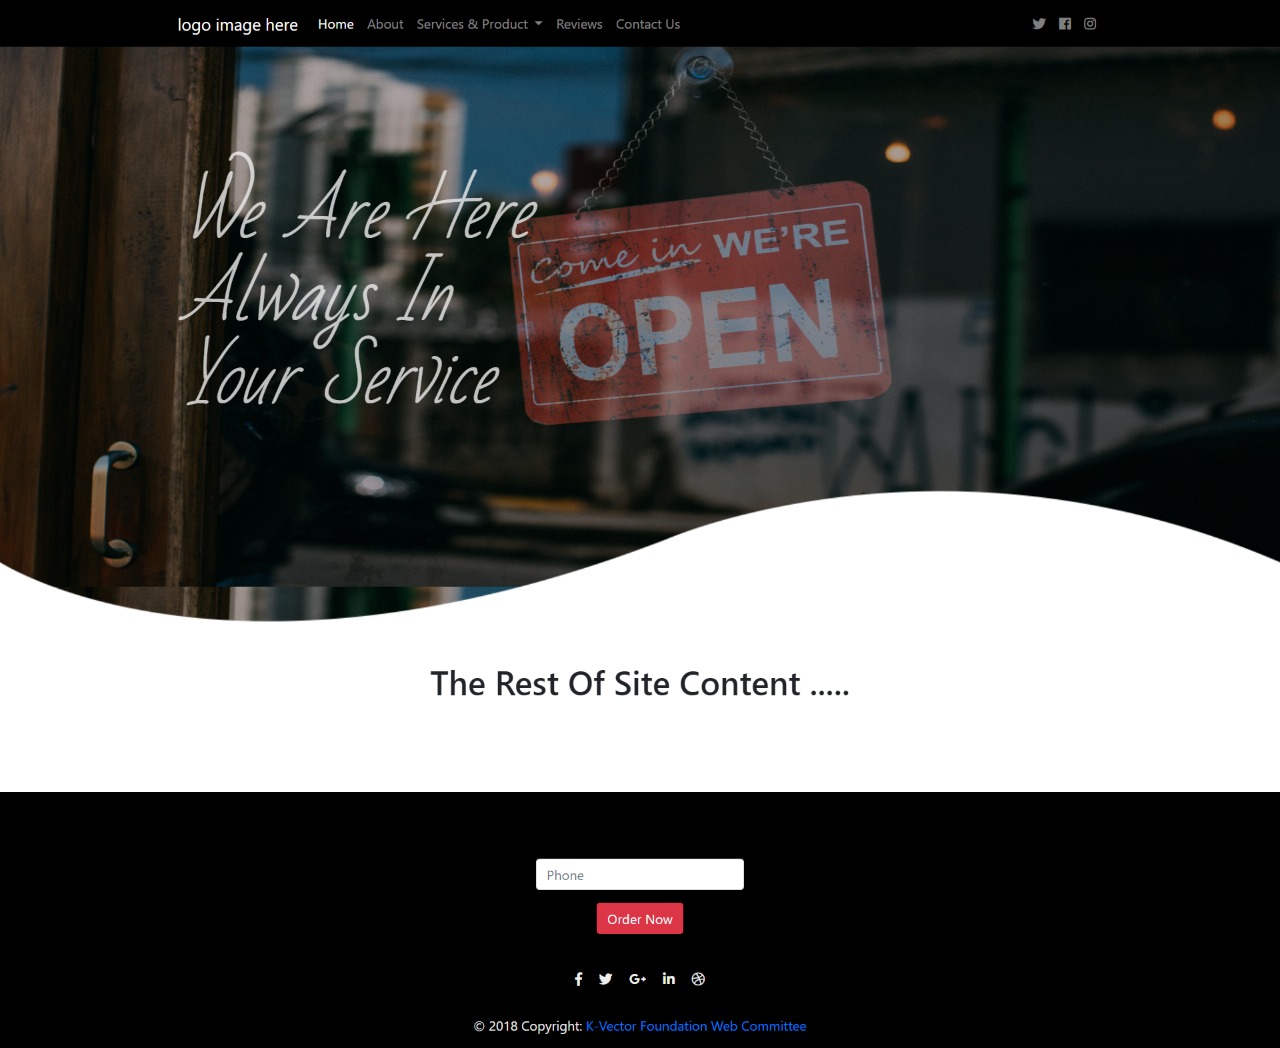 logo image here Home About Services & Product Reviews Contact Us
We Are Here
Always In
Your Service
Come in WE'RE
OPEN
The Rest Of Site Content .....
Phone
Order Now
© 2018 Copyright: K-Vector Foundation Web Committee